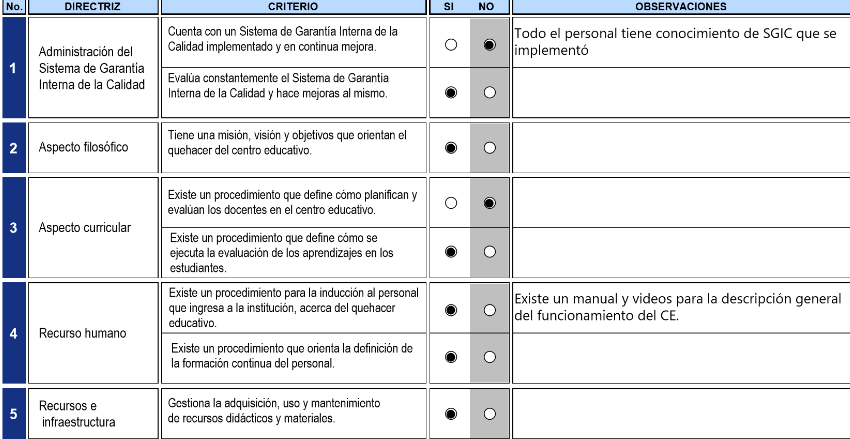 No. DIRECTRIZ CRITERIO SI NO OBSERVACIONES
1
Administración del
Sistema de Garantía
Interna de la Calidad
Cuenta con un Sistema de Garantía Interna de la
Calidad implementado y en continua mejora.
Todo el personal tiene conocimiento de SGIC que se
implementó
Evalúa constantemente el Sistema de Garantía
Interna de la Calidad y hace mejoras al mismo.
2
Aspecto filosófico
Tiene una misión, visión y objetivos que orientan el
quehacer del centro educativo.
3
Aspecto curricular
Existe un procedimiento que define cómo planifican y
evalúan los docentes en el centro educativo.
Existe un procedimiento que define cómo se
ejecuta la evaluación de los aprendizajes en los
estudiantes.
4
Recurso humano
Existe un procedimiento para la inducción al personal
que ingresa a la institución, acerca del quehacer
educativo.
Existe un manual y videos para la descripción general
del funcionamiento del CE.
Existe un procedimiento que orienta la definición de
la formación continua del personal.
5
Recursos e
infraestructura
Gestiona la adquisición, uso y mantenimiento
de recursos didácticos y materiales.